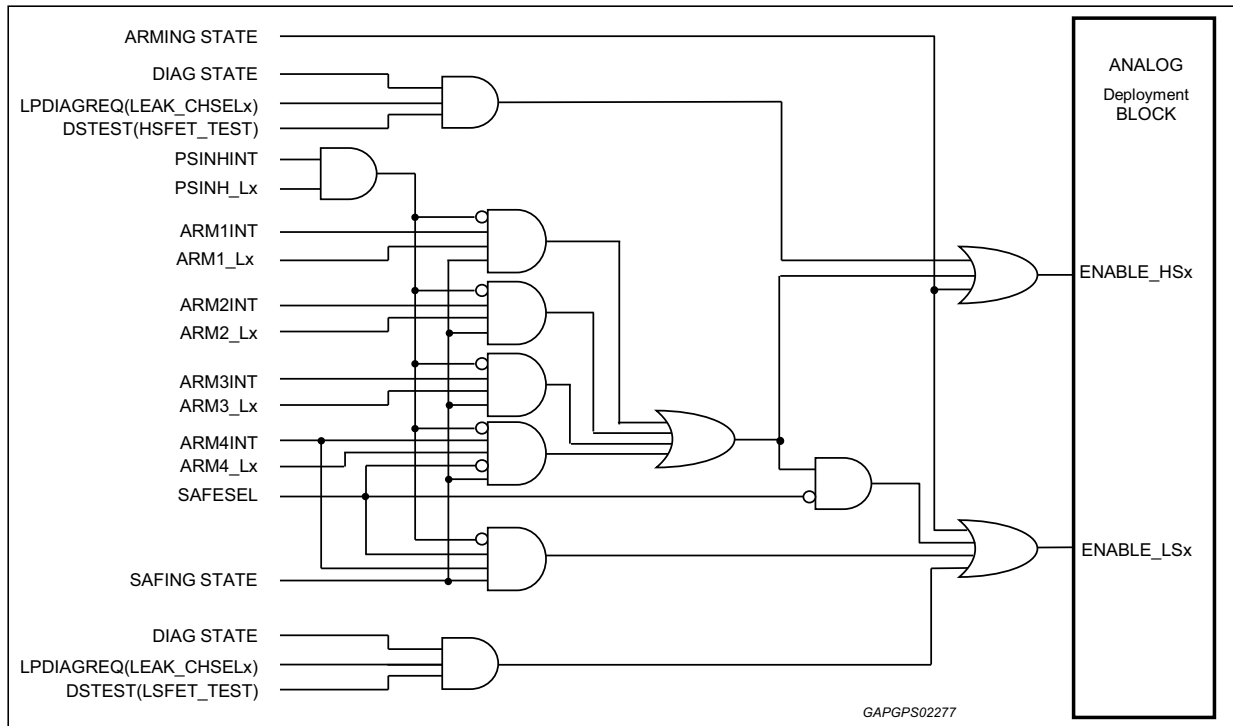 ARMING STATE
DIAG STATE
LPDIAGREQ(LEAK_CHSELx)
DSTEST(HSFET_TEST)
PSINHINT
PSINH_Lx
ARM1INT
ARM1_Lx
ARM2INT
ARM2_Lx
ARM3INT
ARM3_Lx
ARM4INT
ARM4_Lx
SAFESEL
SAFING STATE
DIAG STATE
LPDIAGREQ(LEAK_CHSELx)
DSTEST(LSFET_TEST)
ANALOG
Deployment
BLOCK
ENABLE_HSx
ENABLE_LSx
GAPGPS02277